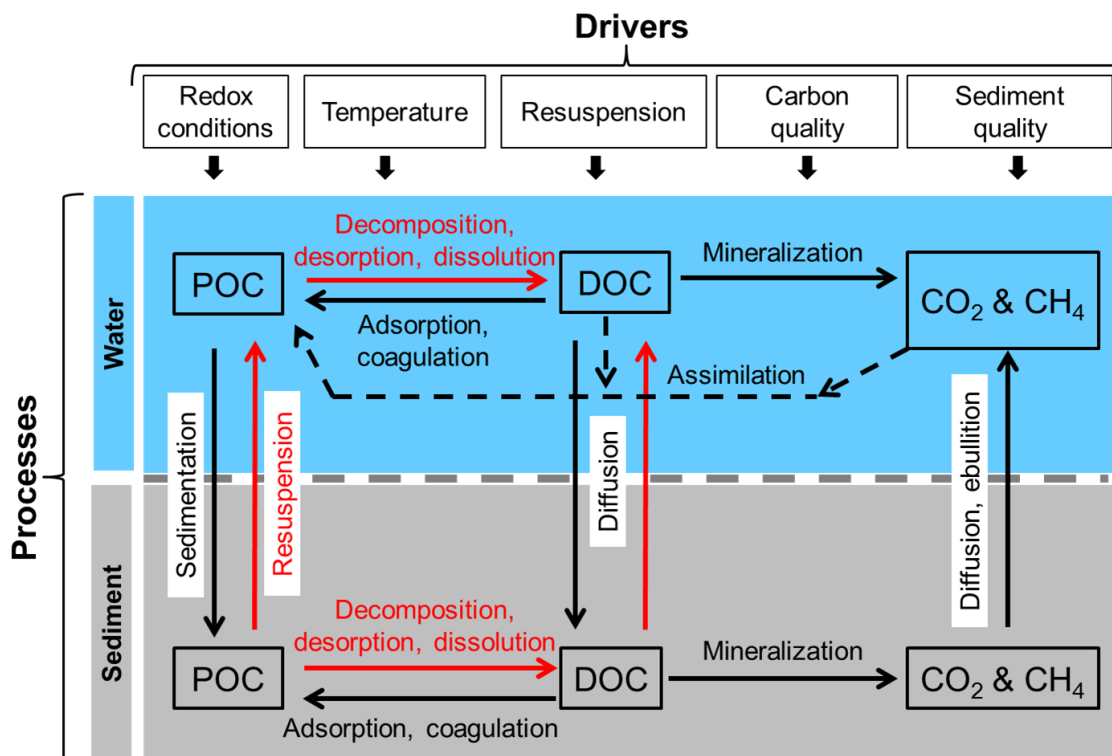 Drivers
Redox
conditions
Temperature
Resuspension
Carbon
quality
Sediment
quality
Processes
Water
Decomposition,
desorption, dissolution
Mineralization
POC
DOC
CO₂ & CH₄
Adsorption,
coagulation
Assimilation
Sedimentation
Resuspension
Diffusion
Diffusion, ebullition
Sediment
Decomposition,
desorption, dissolution
Mineralization
POC
DOC
CO₂ & CH₄
Adsorption, coagulation